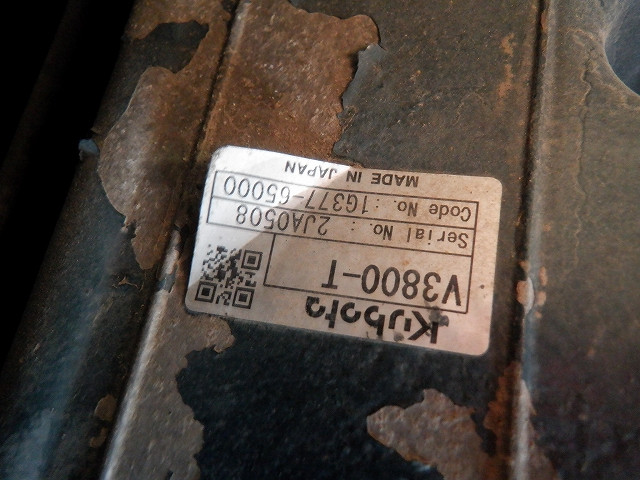 Kubota
V3800-T
Serial No. : 2JA0508
Code No. : 1G377-65000
MADE IN JAPAN